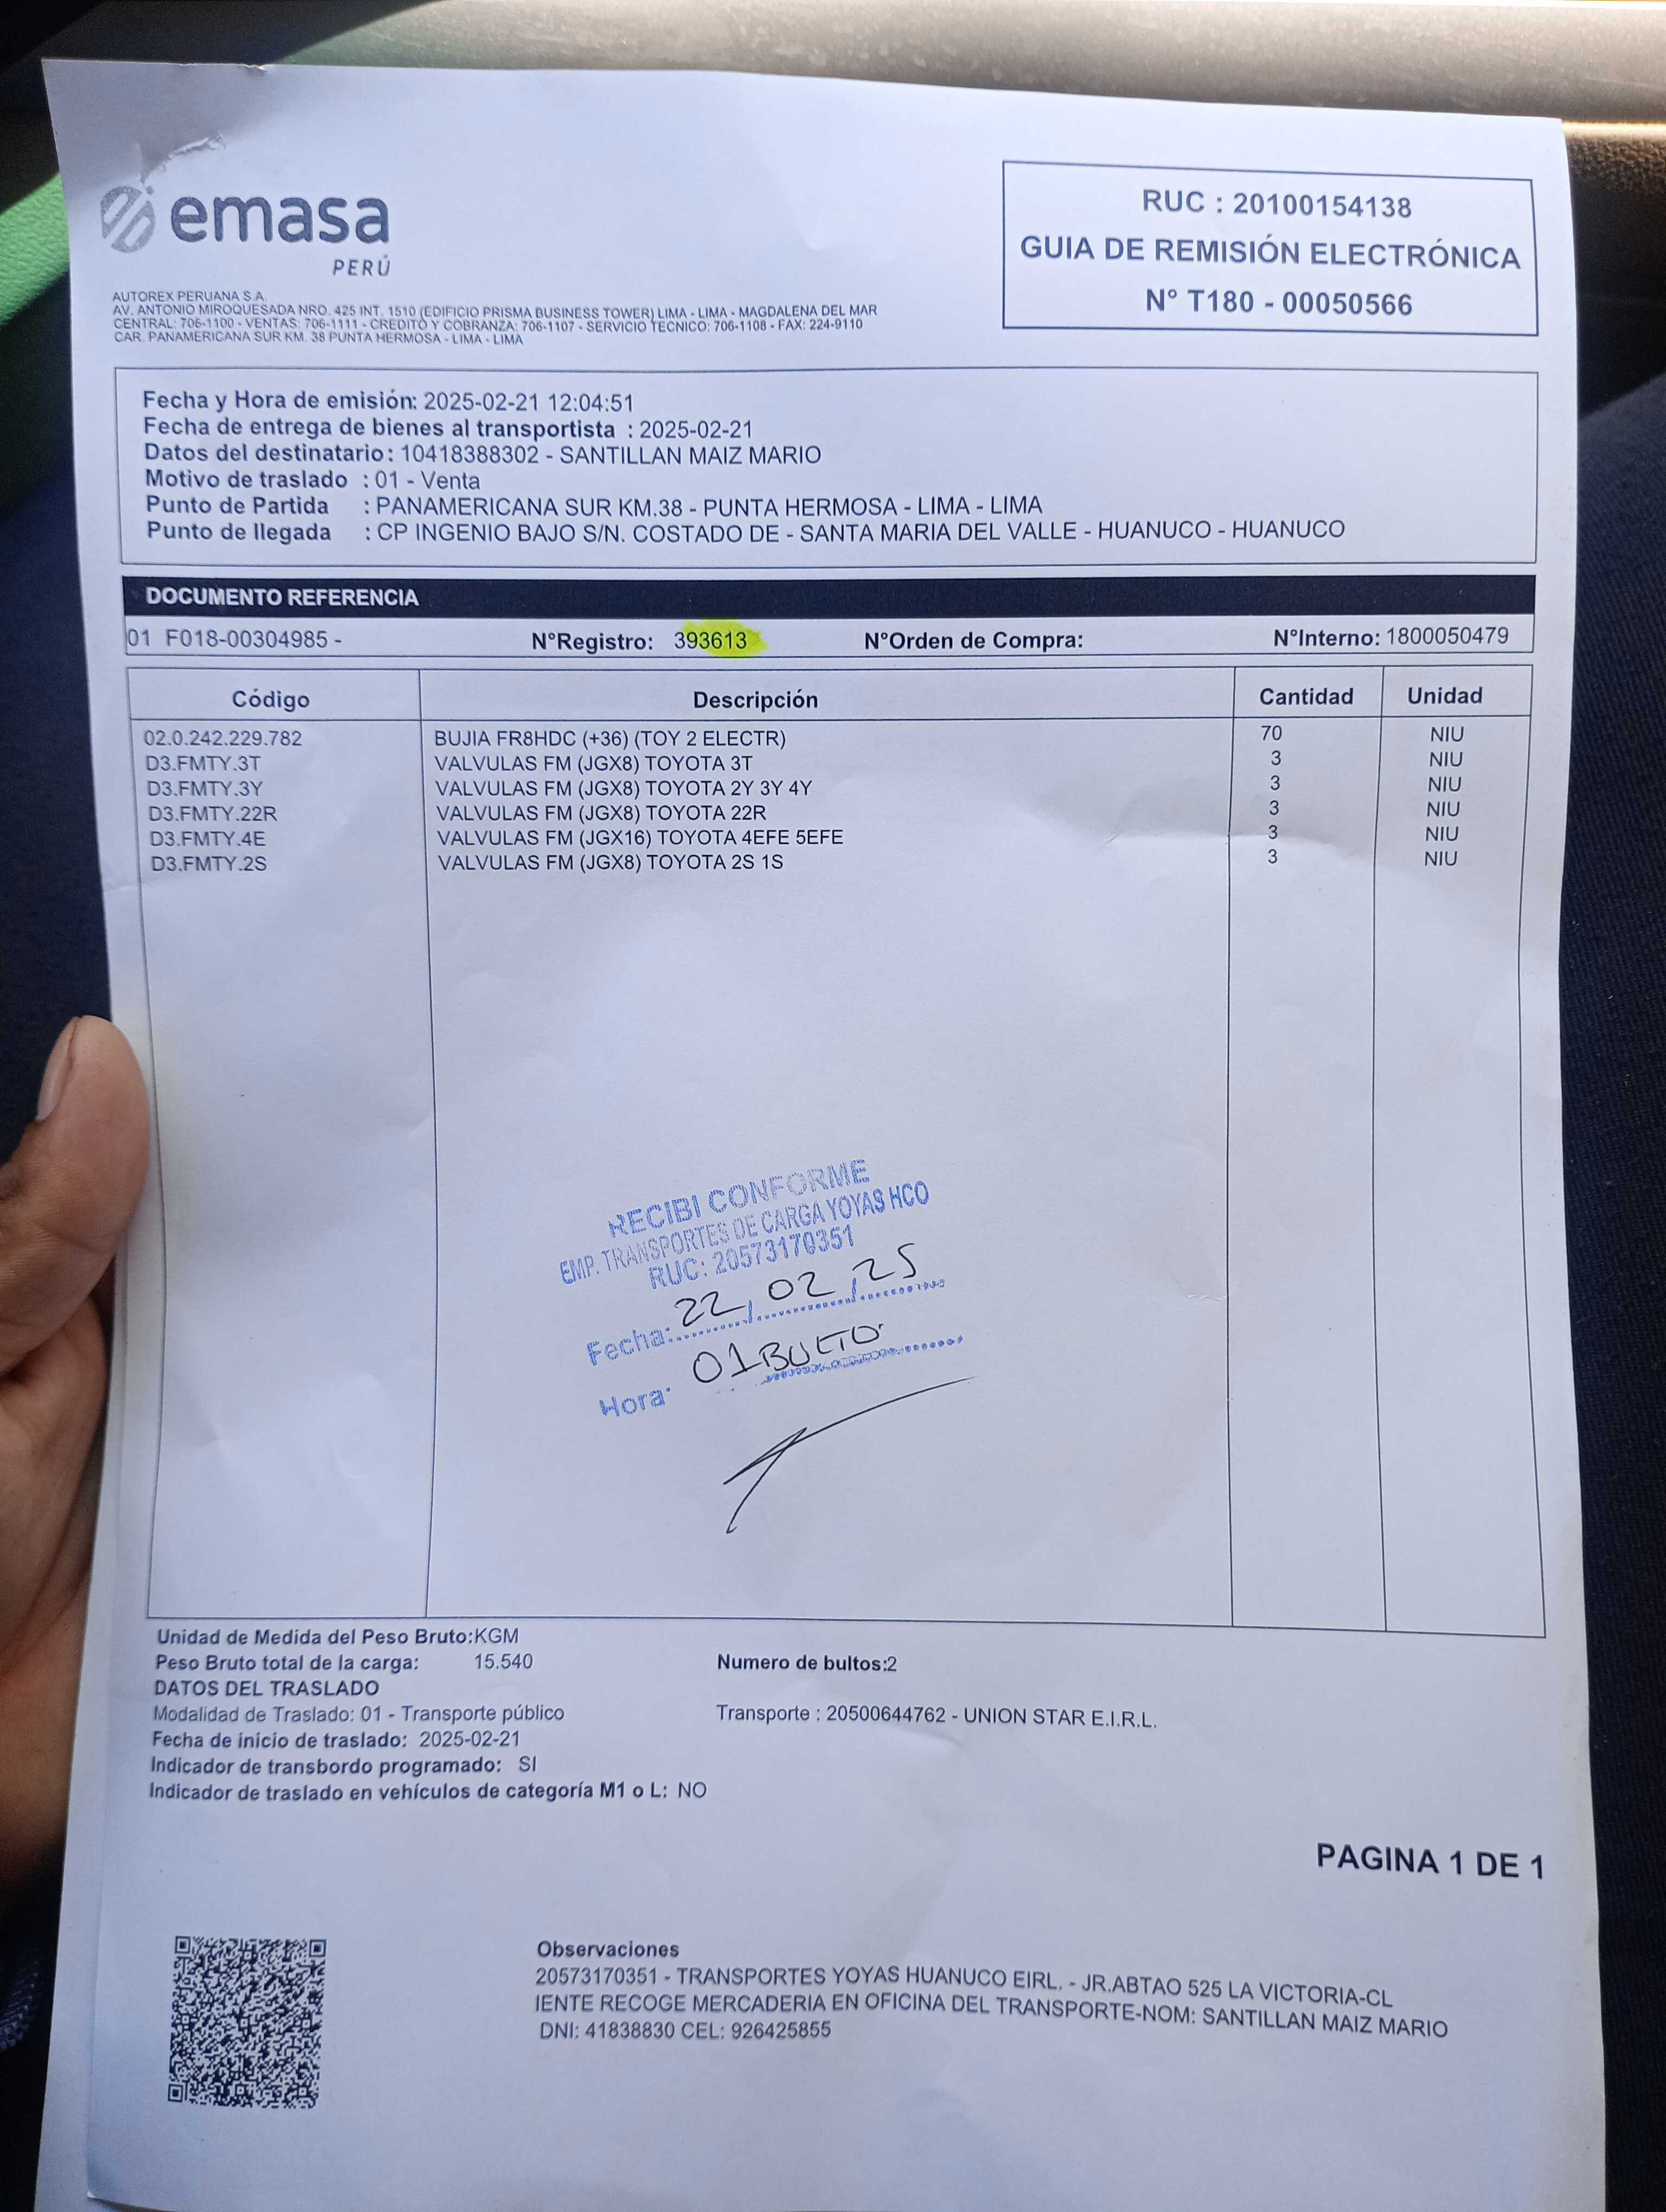 emasa
PERÚ
RUC : 20100154138
GUIA DE REMISIÓN ELECTRÓNICA
N° T180 - 00050566
AUTOREX PERUANA S.A.
AV. ANTONIO MIROQUESADA NRO. 425 INT. 1510 (EDIFICIO PRISMA BUSINESS TOWER) LIMA - LIMA - MAGDALENA DEL MAR
CENTRAL: 706-1100 - VENTAS: 706-1111 - CREDITO Y COBRANZA: 706-1107 - SERVICIO TECNICO: 706-1108 - FAX: 224-9110
CAR. PANAMERICANA SUR KM. 38 PUNTA HERMOSA - LIMA - LIMA
Fecha y Hora de emisión: 2025-02-21 12:04:51
Fecha de entrega de bienes al transportista : 2025-02-21
Datos del destinatario : 10418388302 - SANTILLAN MAIZ MARIO
Motivo de traslado : 01 - Venta
Punto de Partida : PANAMERICANA SUR KM.38 - PUNTA HERMOSA - LIMA - LIMA
Punto de llegada : CP INGENIO BAJO S/N. COSTADO DE - SANTA MARIA DEL VALLE - HUANUCO - HUANUCO
DOCUMENTO REFERENCIA
01 F018-00304985 - N°Registro: 393613 N°Orden de Compra: N°Interno: 1800050479
Código Descripción Cantidad Unidad
02.0.242.229.782 BUJIA FR8HDC (+36) (TOY 2 ELECTR) 70 NIU
D3.FMTY.3T VALVULAS FM (JGX8) TOYOTA 3T 3 NIU
D3.FMTY.3Y VALVULAS FM (JGX8) TOYOTA 2Y 3Y 4Y 3 NIU
D3.FMTY.22R VALVULAS FM (JGX8) TOYOTA 22R 3 NIU
D3.FMTY.4E VALVULAS FM (JGX16) TOYOTA 4EFE 5EFE 3 NIU
D3.FMTY.2S VALVULAS FM (JGX8) TOYOTA 2S 1S 3 NIU
RECIBI CONFORME
EMP. TRANSPORTES DE CARGA YOYAS HCO
RUC: 20573170351
Fecha: 22, 02, 25
Hora: 01 BULTO
Unidad de Medida del Peso Bruto:KGM
Peso Bruto total de la carga: 15.540 Numero de bultos:2
DATOS DEL TRASLADO
Modalidad de Traslado: 01 - Transporte público Transporte : 20500644762 - UNION STAR E.I.R.L.
Fecha de inicio de traslado: 2025-02-21
Indicador de transbordo programado: SI
Indicador de traslado en vehículos de categoría M1 o L: NO
PAGINA 1 DE 1
Observaciones
20573170351 - TRANSPORTES YOYAS HUANUCO EIRL. - JR.ABTAO 525 LA VICTORIA-CL
IENTE RECOGE MERCADERIA EN OFICINA DEL TRANSPORTE-NOM: SANTILLAN MAIZ MARIO
DNI: 41838830 CEL: 926425855